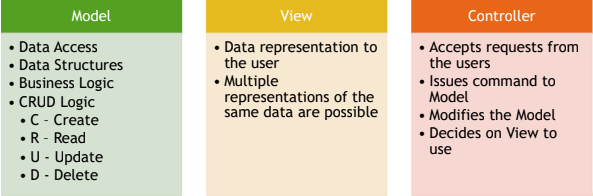 Model
• Data Access
• Data Structures
• Business Logic
• CRUD Logic
• C – Create
• R – Read
• U - Update
• D - Delete
View
• Data representation to
the user
• Multiple
representations of the
same data are possible
Controller
• Accepts requests from
the users
• Issues command to
Model
• Modifies the Model
• Decides on View to
use